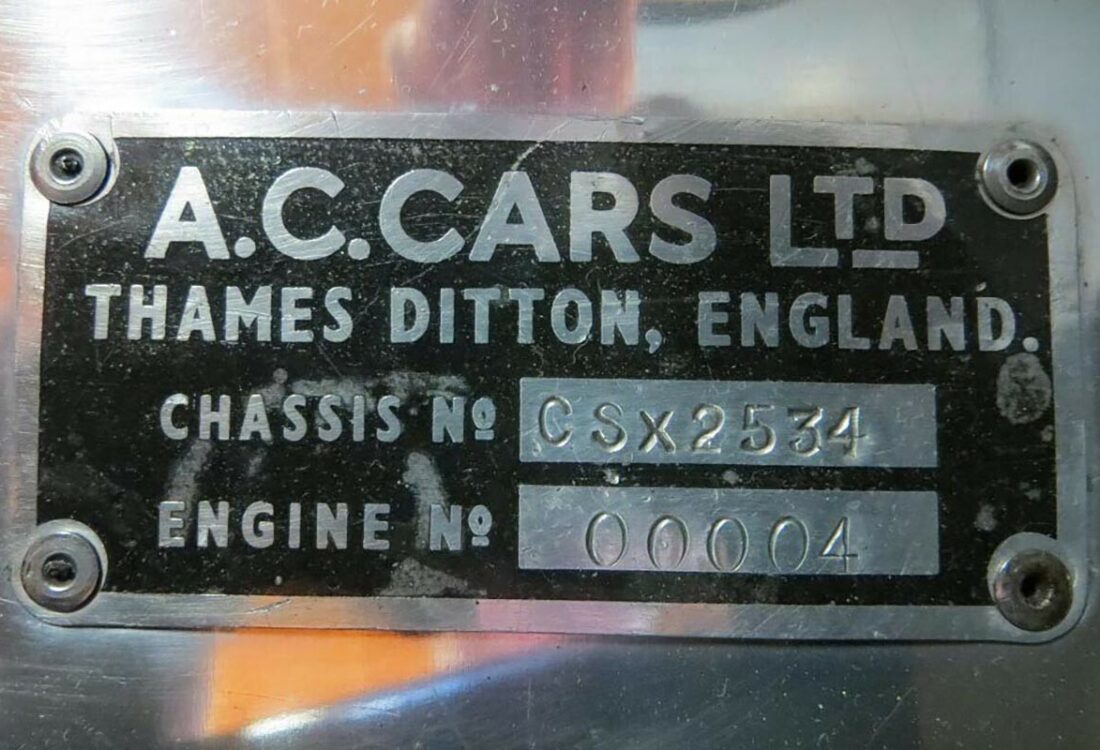 A.C. CARS LTD
THAMES DITTON, ENGLAND.
CHASSIS Nº CSX2534
ENGINE Nº 00004